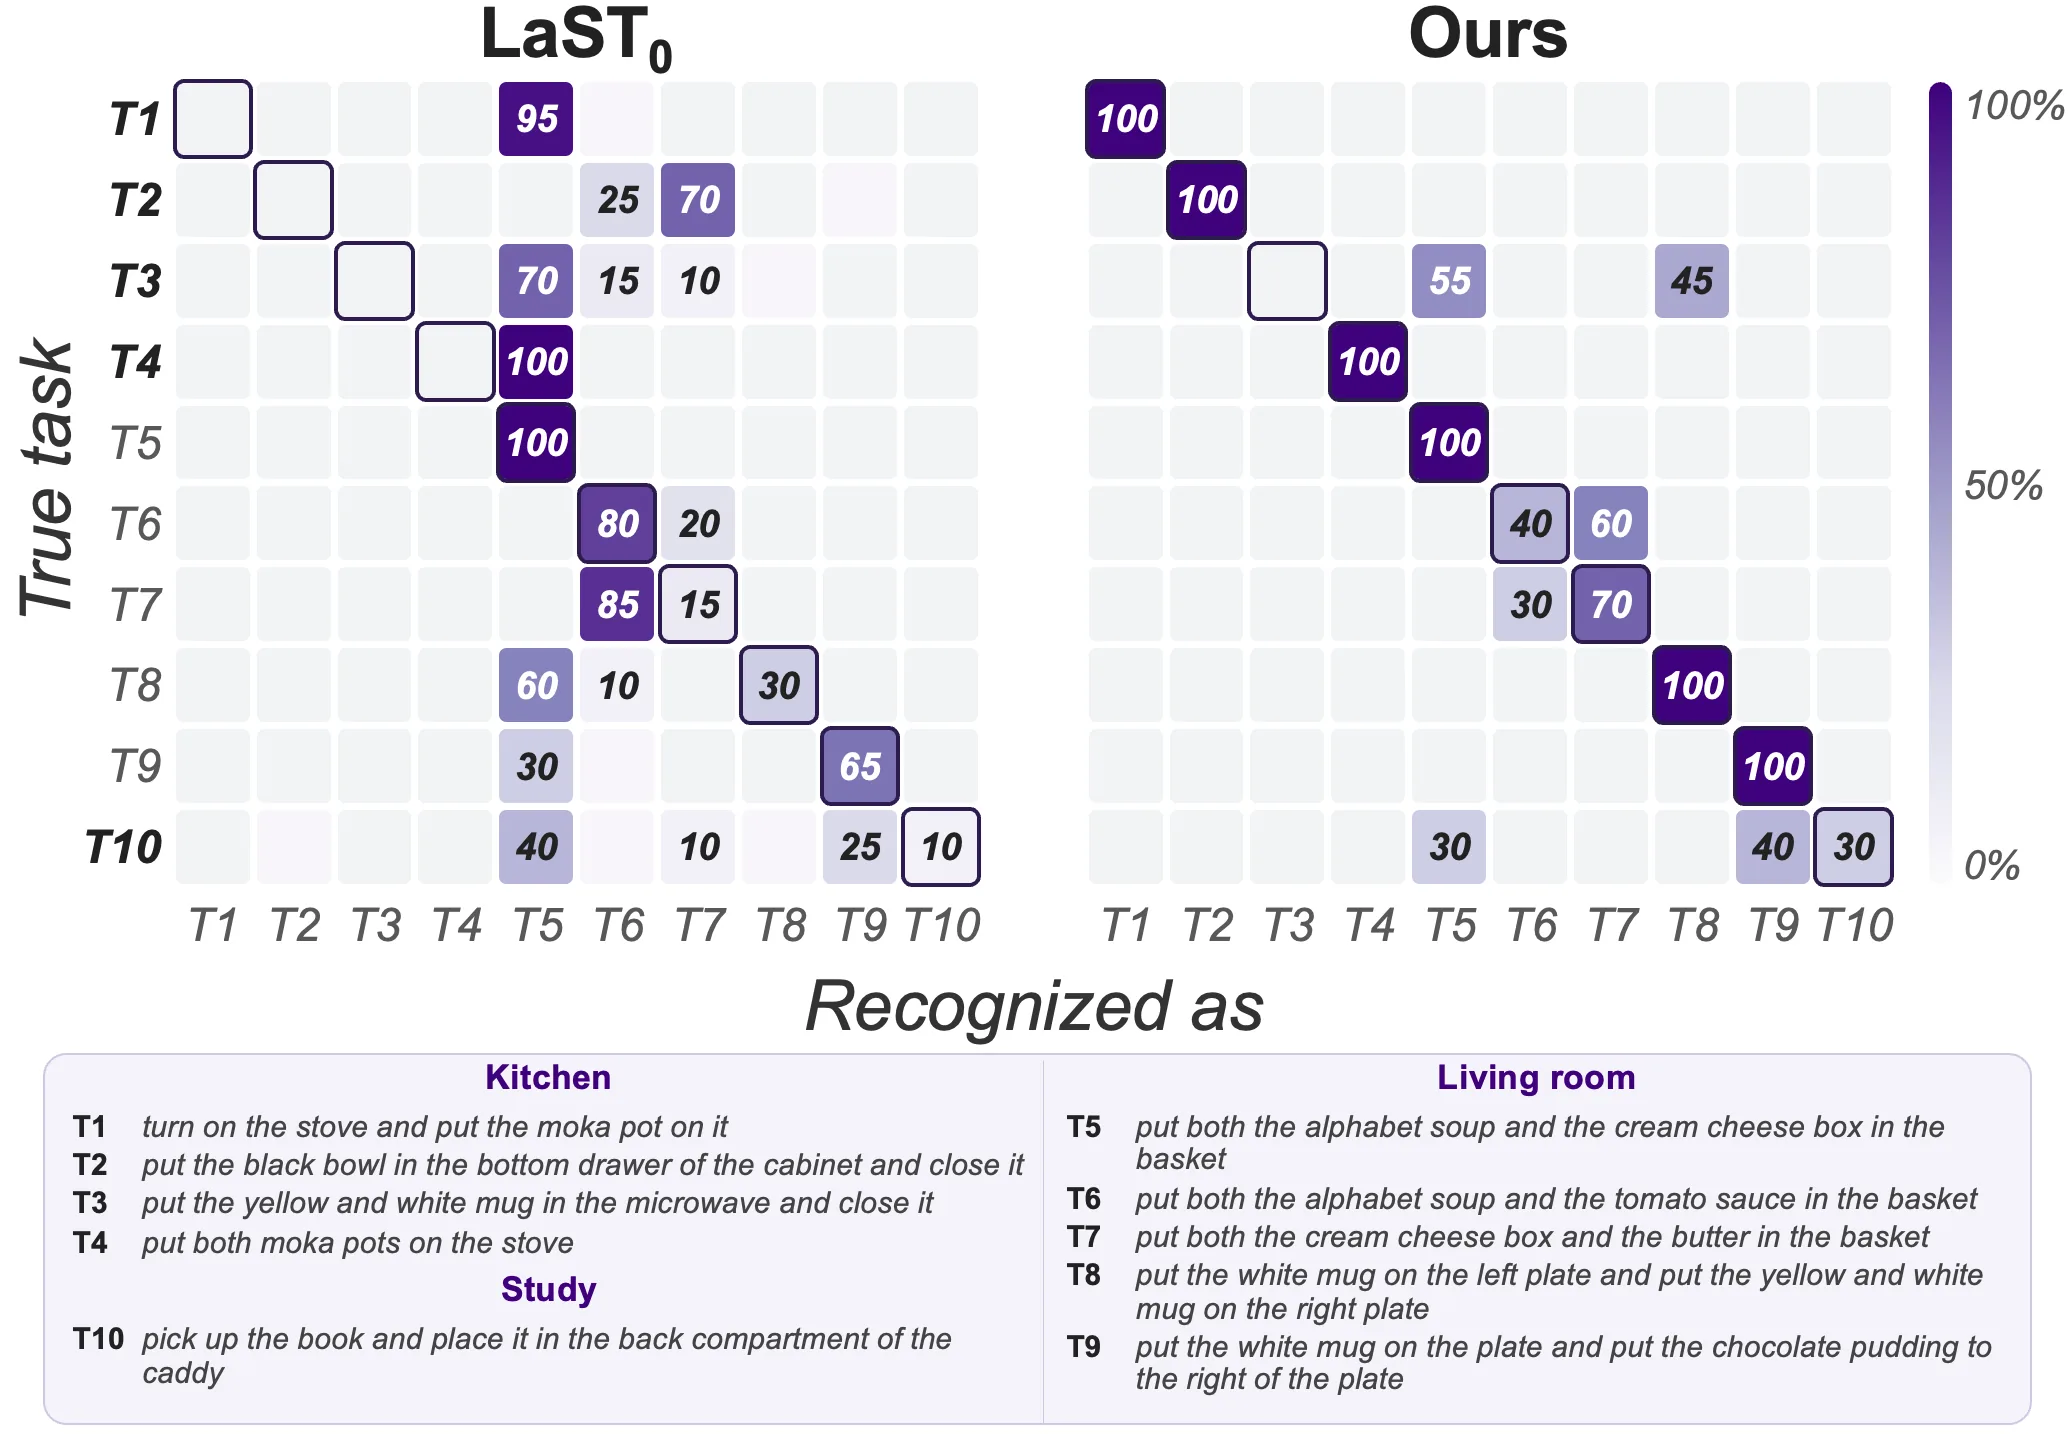 LaST0
Ours
True task
T1
95
100
100%
T2
25 70
100
T3
70 15 10
55 45
T4
100
100
T5
100
100
50%
T6
80 20
40 60
T7
85 15
30 70
T8
60 10 30
100
T9
30 65
100
T10
40 10 25 10
30 40 30
0%
T1 T2 T3 T4 T5 T6 T7 T8 T9 T10
T1 T2 T3 T4 T5 T6 T7 T8 T9 T10
Recognized as
Kitchen
T1 turn on the stove and put the moka pot on it
T2 put the black bowl in the bottom drawer of the cabinet and close it
T3 put the yellow and white mug in the microwave and close it
T4 put both moka pots on the stove
Study
T10 pick up the book and place it in the back compartment of the
caddy
Living room
T5 put both the alphabet soup and the cream cheese box in the
basket
T6 put both the alphabet soup and the tomato sauce in the basket
T7 put both the cream cheese box and the butter in the basket
T8 put the white mug on the left plate and put the yellow and white
mug on the right plate
T9 put the white mug on the plate and put the chocolate pudding to
the right of the plate